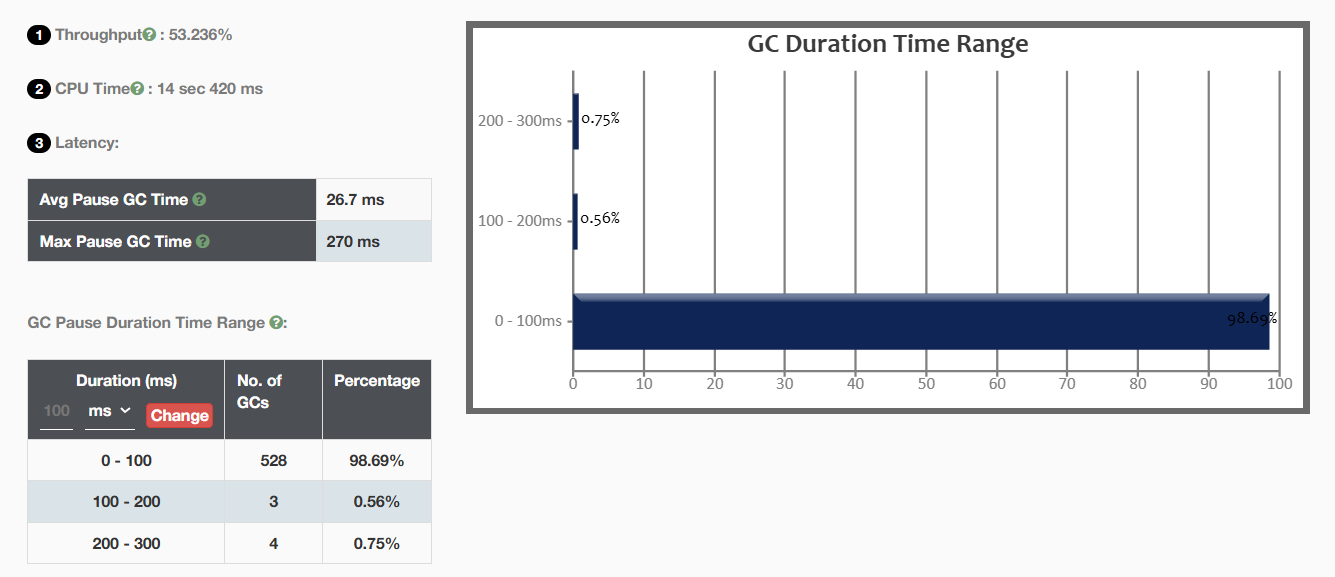 1 Throughput? : 53.236%
2 CPU Time? : 14 sec 420 ms
3 Latency:
Avg Pause GC Time ? 26.7 ms
Max Pause GC Time ? 270 ms
GC Pause Duration Time Range ?:
Duration (ms) No. of GCs Percentage
100 ms Change
0 - 100 528 98.69%
100 - 200 3 0.56%
200 - 300 4 0.75%
GC Duration Time Range
200 - 300ms 0.75%
100 - 200ms 0.56%
0 - 100ms 98.69%
0 10 20 30 40 50 60 70 80 90 100